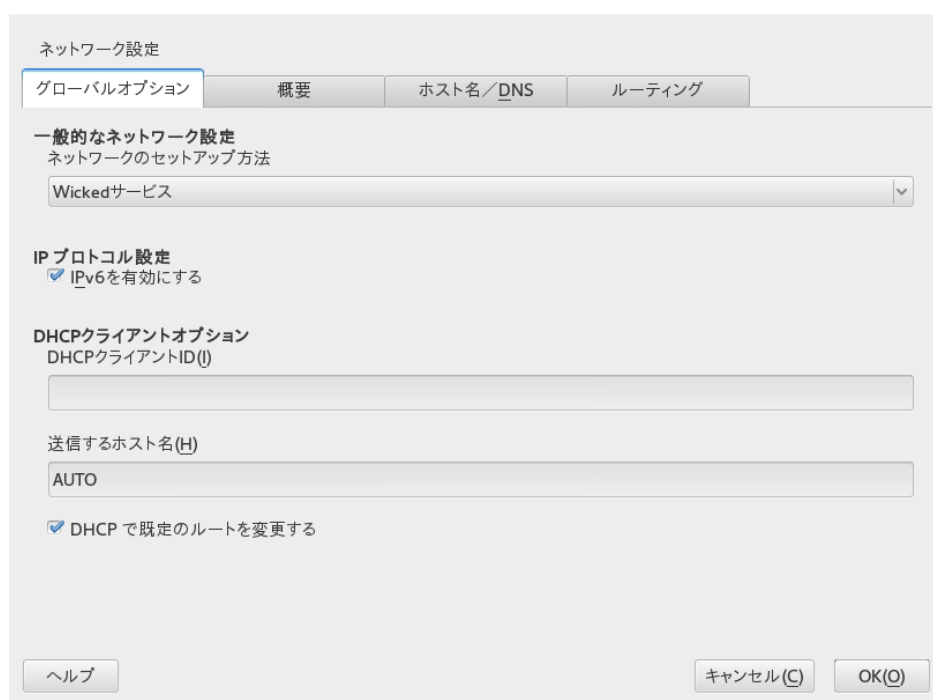 ネットワーク設定
グローバルオプション 概要 ホスト名／DNS ルーティング
一般的なネットワーク設定
ネットワークのセットアップ方法
Wickedサービス
IP プロトコル設定
IPv6を有効にする
DHCPクライアントオプション
DHCPクライアントID(I)
送信するホスト名(H)
AUTO
DHCP で既定のルートを変更する
ヘルプ キャンセル(C) OK(O)